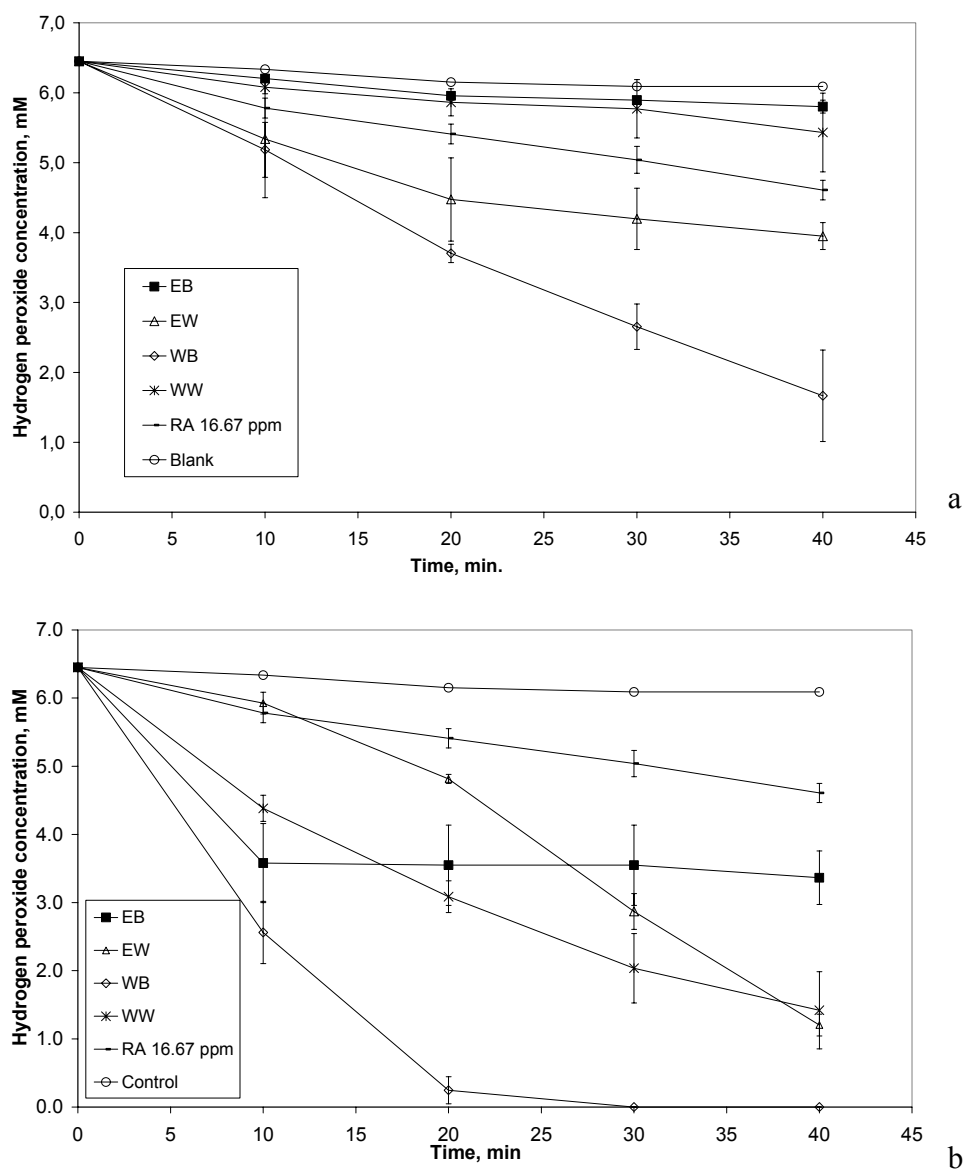 Hydrogen peroxide concentration, mM
7,0
6,0
5,0
4,0
3,0
2,0
1,0
0,0
EB
EW
WB
WW
RA 16.67 ppm
Blank
0 5 10 15 20 25 30 35 40 45
Time, min.
a
Hydrogen peroxide concentration, mM
7.0
6.0
5.0
4.0
3.0
2.0
1.0
0.0
EB
EW
WB
WW
RA 16.67 ppm
Control
0 5 10 15 20 25 30 35 40 45
Time, min
b